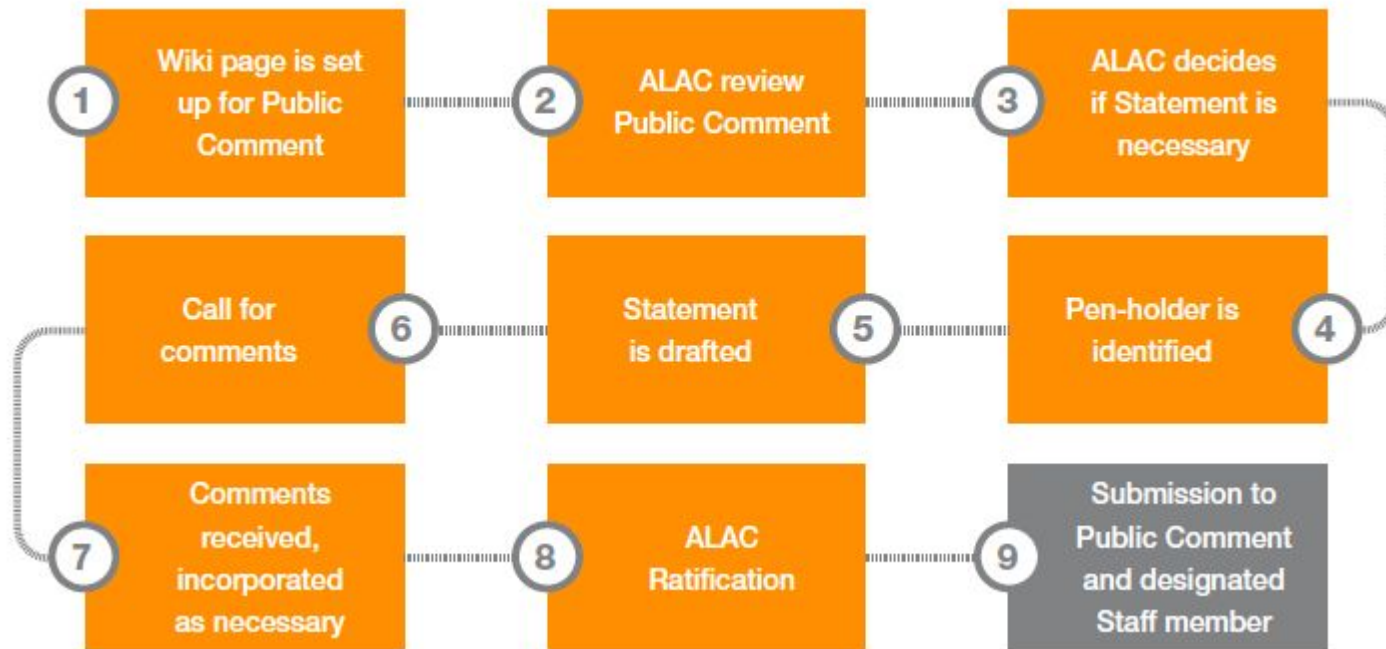 1
Wiki page is set
up for Public
Comment
2
ALAC review
Public Comment
3
ALAC decides
if Statement is
necessary
4
Pen-holder is
identified
5
Statement
is drafted
6
Call for
comments
7
Comments
received,
incorporated
as necessary
8
ALAC
Ratification
9
Submission to
Public Comment
and designated
Staff member